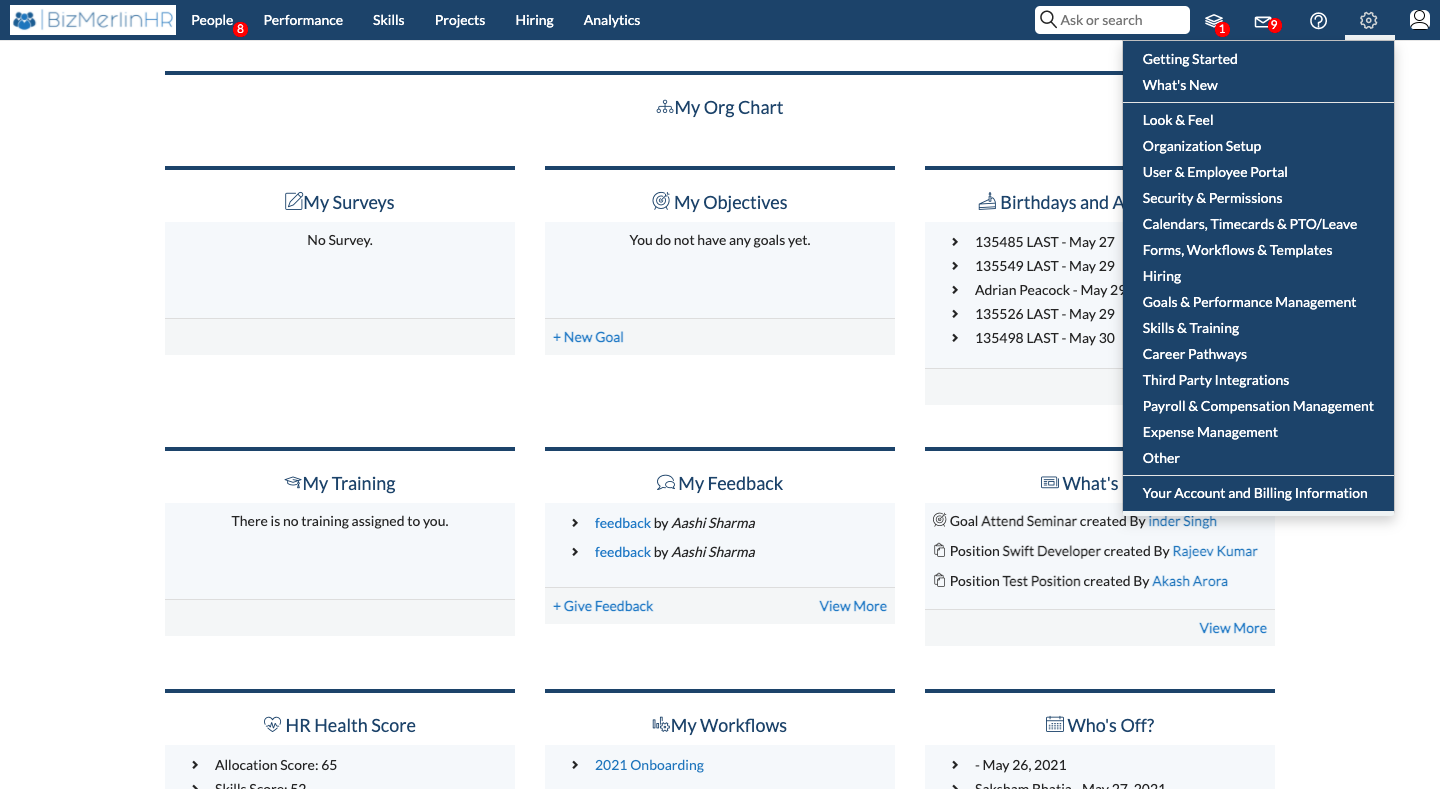 BizMerlinHR
People 8
Performance
Skills
Projects
Hiring
Analytics
Ask or search
1
9
Getting Started
What's New
Look & Feel
Organization Setup
User & Employee Portal
Security & Permissions
Calendars, Timecards & PTO/Leave
Forms, Workflows & Templates
Hiring
Goals & Performance Management
Skills & Training
Career Pathways
Third Party Integrations
Payroll & Compensation Management
Expense Management
Other
Your Account and Billing Information
My Org Chart
My Surveys
No Survey.
My Objectives
You do not have any goals yet.
+ New Goal
Birthdays and A
135485 LAST - May 27
135549 LAST - May 29
Adrian Peacock - May 29
135526 LAST - May 29
135498 LAST - May 30
My Training
There is no training assigned to you.
My Feedback
feedback by Aashi Sharma
feedback by Aashi Sharma
+ Give Feedback
View More
What's
Goal Attend Seminar created By inder Singh
Position Swift Developer created By Rajeev Kumar
Position Test Position created By Akash Arora
View More
HR Health Score
Allocation Score: 65
Skills Score: 52
My Workflows
2021 Onboarding
Who's Off?
- May 26, 2021
Saksham Bhatia - May 27, 2021